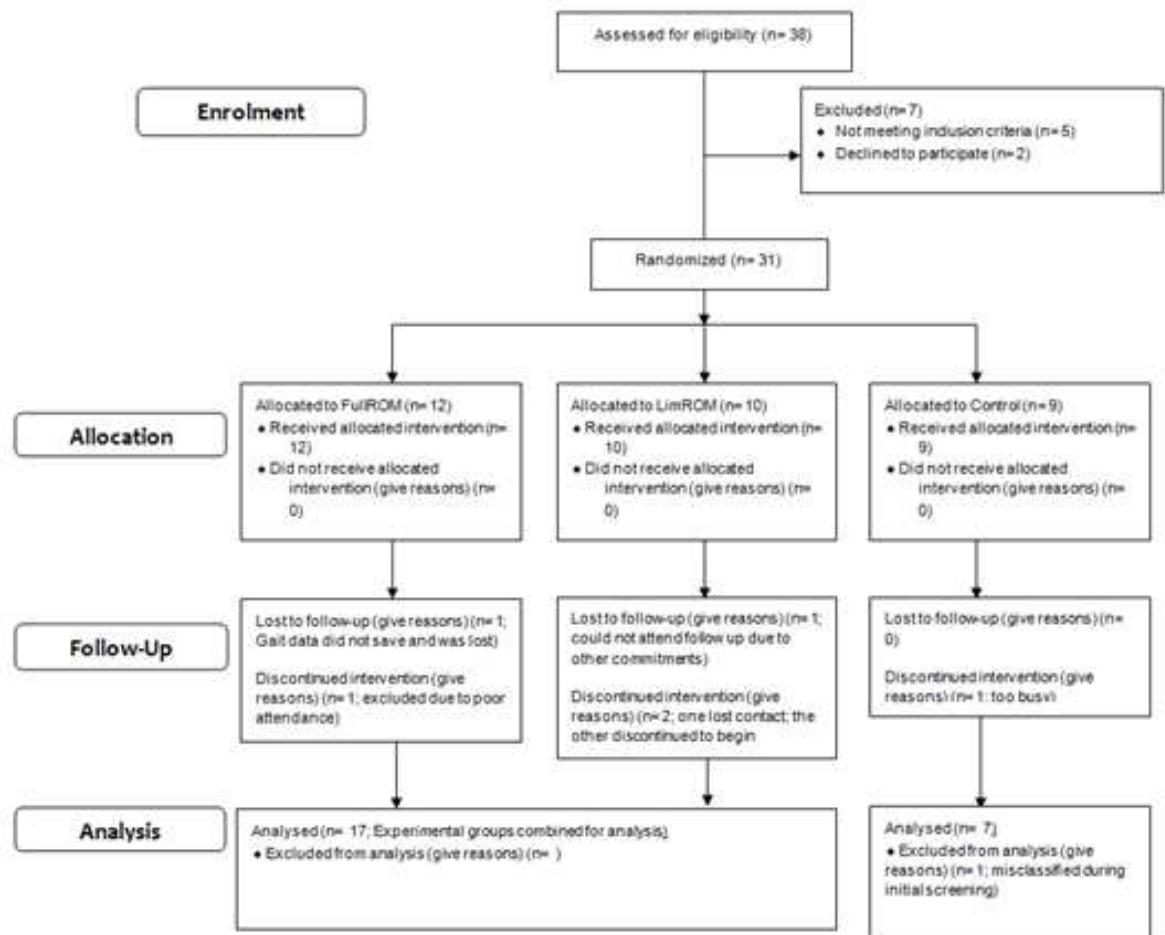 Assessed for eligibility (n= 38)
Enrolment
Excluded (n= 7)
♦ Not meeting inclusion criteria (n= 5)
♦ Declined to participate (n= 2)
Randomized (n= 31)
Allocation
Allocated to FullROM (n= 12)
♦ Received allocated intervention (n=
12)
♦ Did not receive allocated
intervention (give reasons) (n=
0)
Allocated to LimROM (n= 10)
♦ Received allocated intervention (n=
10)
♦ Did not receive allocated
intervention (give reasons) (n=
0)
Allocated to Control (n= 9)
♦ Received allocated intervention (n=
9)
♦ Did not receive allocated
intervention (give reasons) (n=
0)
Follow-Up
Lost to follow-up (give reasons) (n= 1;
Gait data did not save and was lost)
Discontinued intervention (give
reasons) (n= 1; excluded due to poor
attendance)
Lost to follow-up (give reasons) (n= 1;
could not attend follow up due to
other commitments)
Discontinued intervention (give
reasons) (n= 2; one lost contact; the
other discontinued to begin
Lost to follow-up (give reasons) (n=
0)
Discontinued intervention (give
reasons) (n= 1; too busy)
Analysis
Analysed (n= 17; Experimental groups combined for analysis)
♦ Excluded from analysis (give reasons) (n= )
Analysed (n= 7)
♦ Excluded from analysis (give
reasons) (n= 1; misclassified during
initial screening)